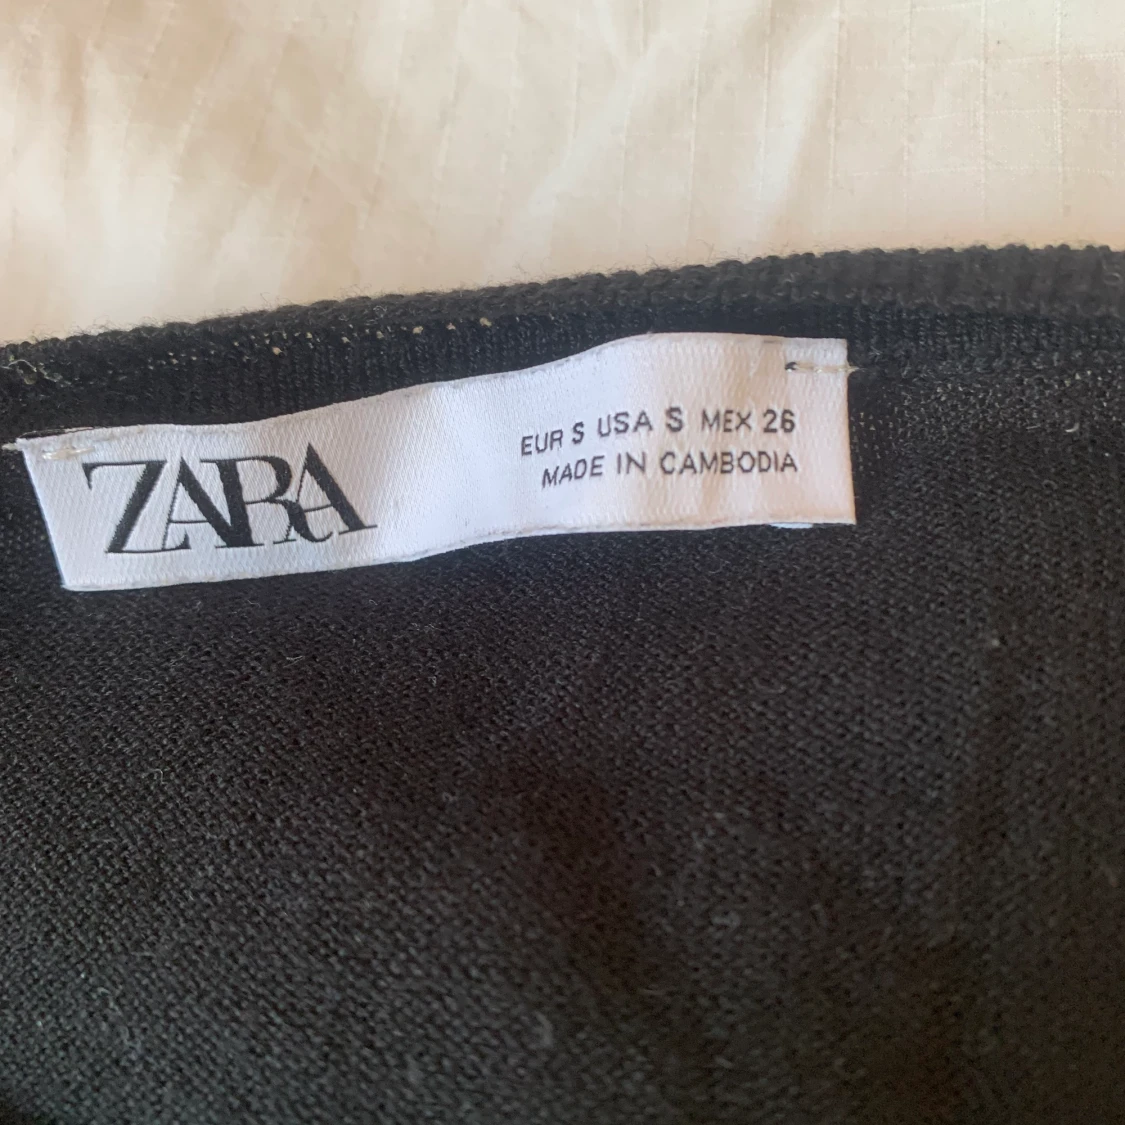 ZARA
EUR S USA S MEX 26
MADE IN CAMBODIA